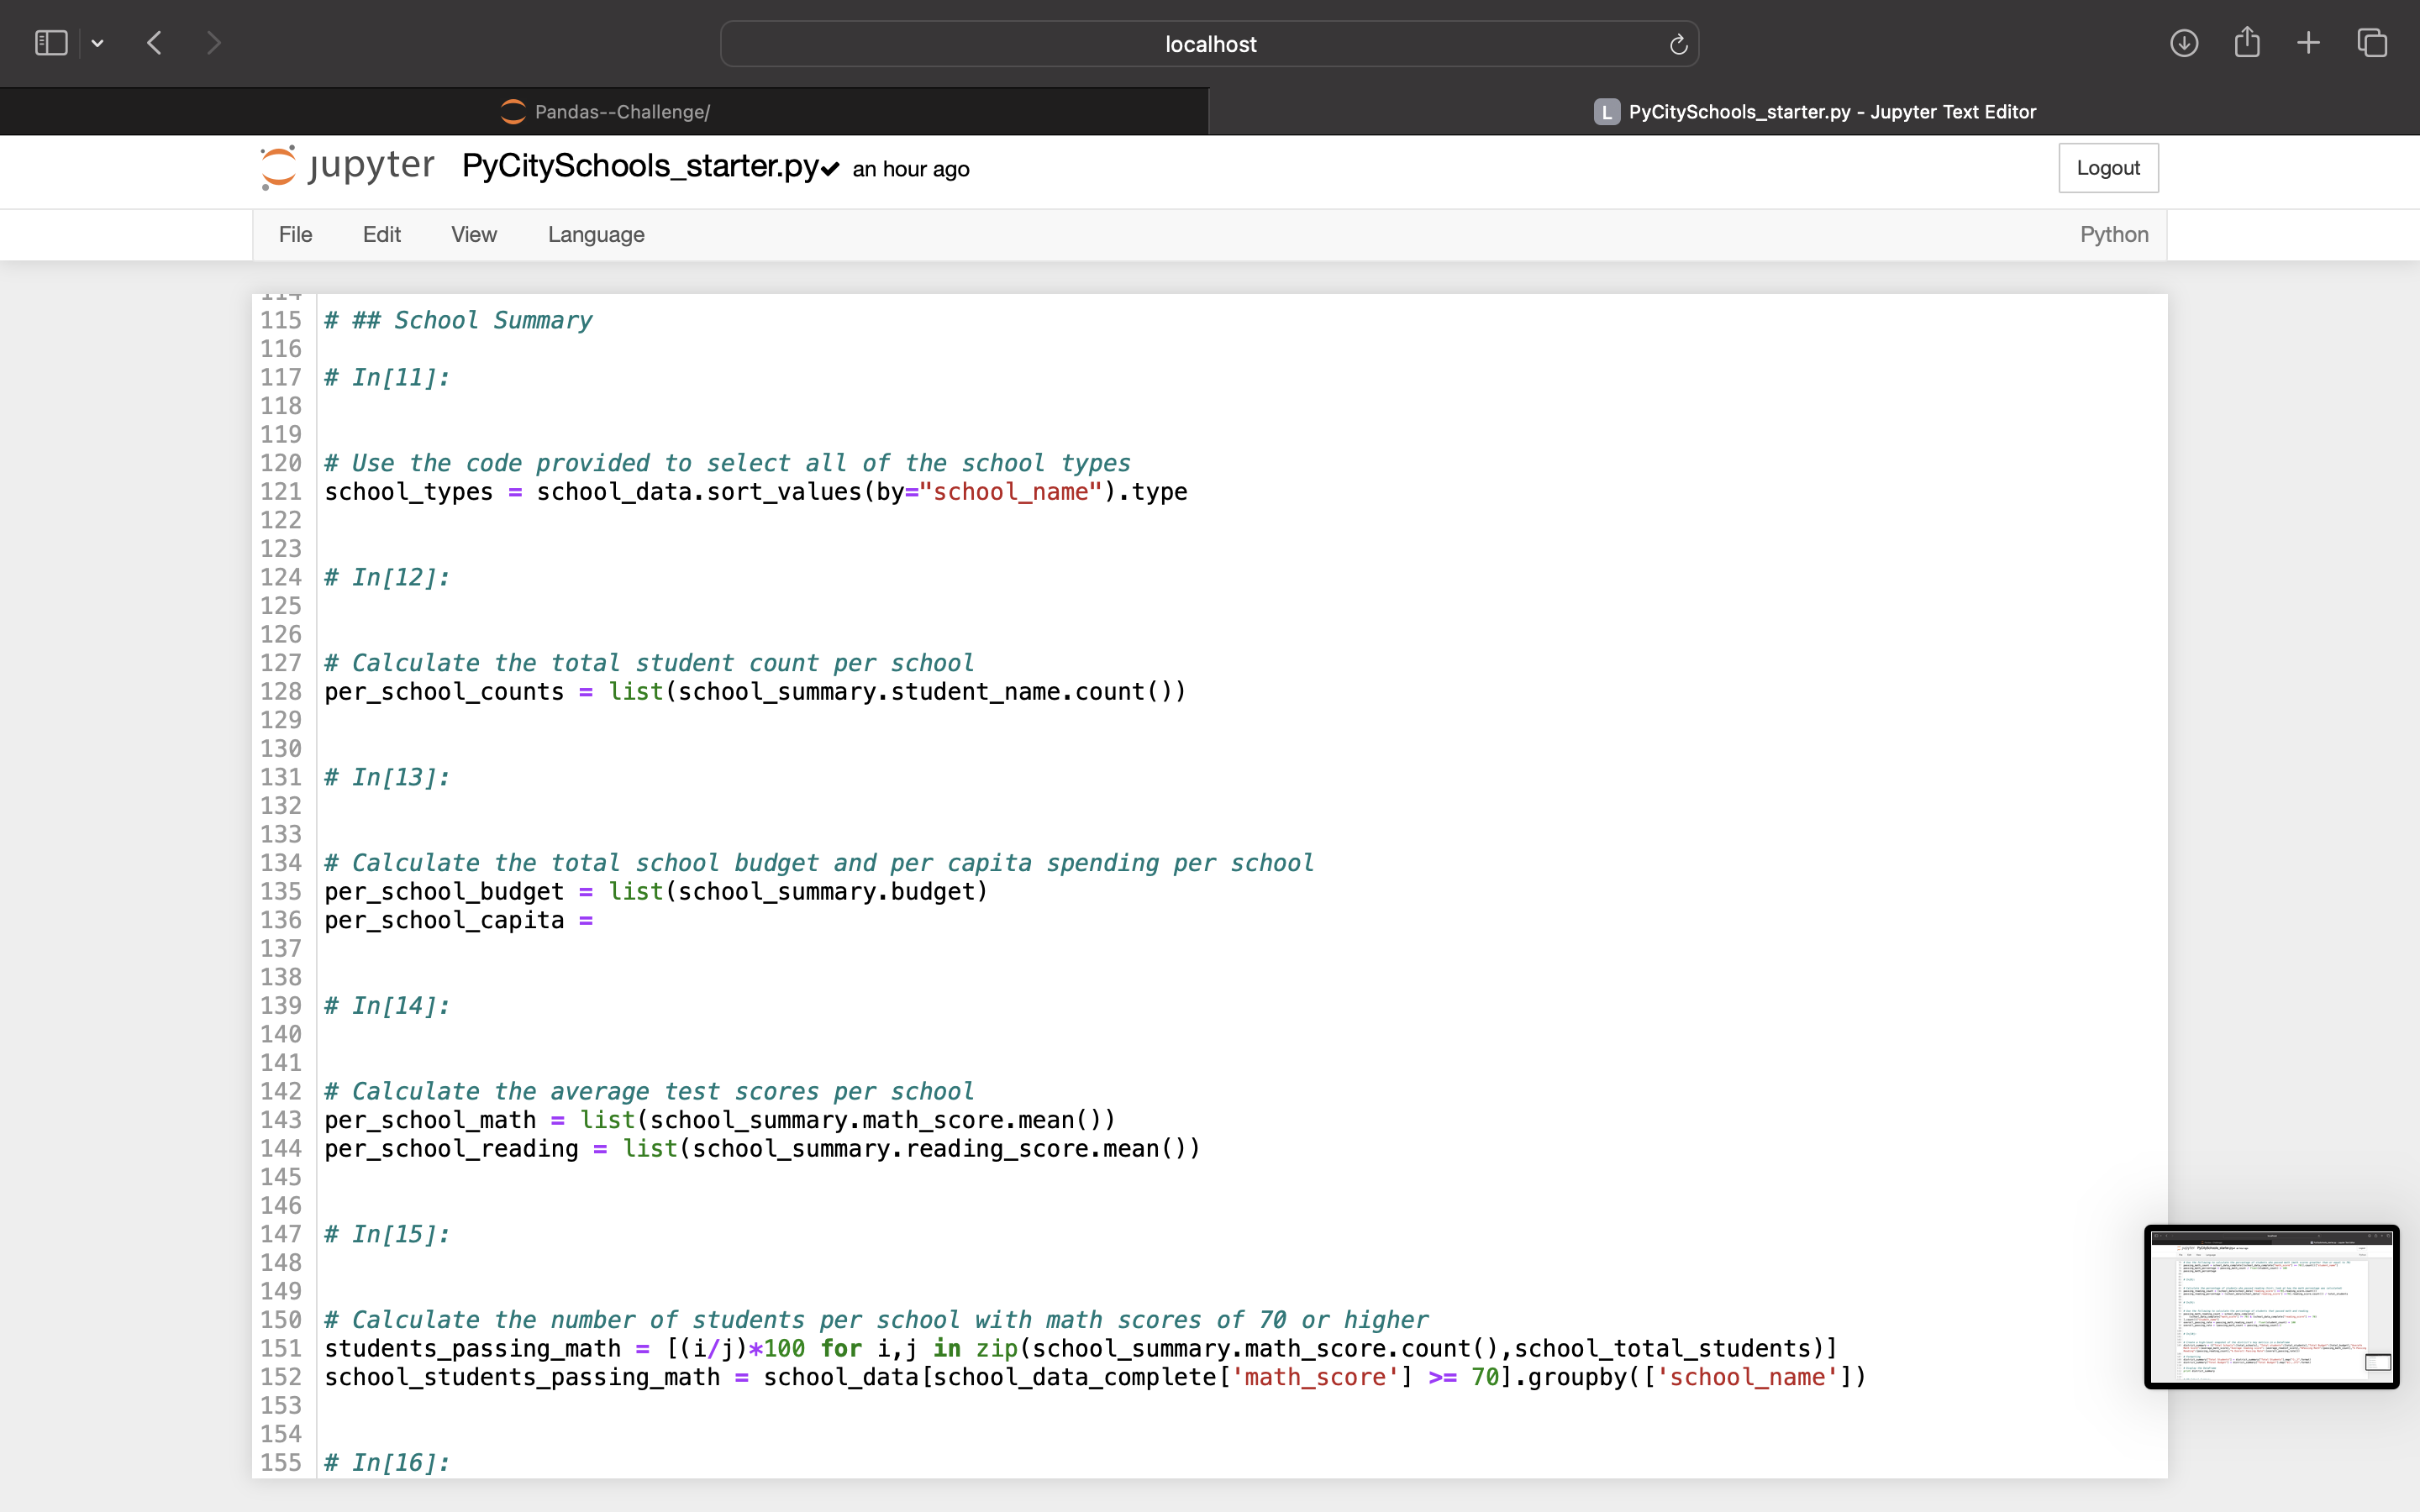 localhost
Pandas--Challenge/
L PyCitySchools_starter.py - Jupyter Text Editor
jupyter PyCitySchools_starter.py✔ an hour ago
Logout
File Edit View Language Python
114
115 # ## School Summary
116
117 # In[11]:
118
119
120 # Use the code provided to select all of the school types
121 school_types = school_data.sort_values(by="school_name").type
122
123
124 # In[12]:
125
126
127 # Calculate the total student count per school
128 per_school_counts = list(school_summary.student_name.count())
129
130
131 # In[13]:
132
133
134 # Calculate the total school budget and per capita spending per school
135 per_school_budget = list(school_summary.budget)
136 per_school_capita =
137
138
139 # In[14]:
140
141
142 # Calculate the average test scores per school
143 per_school_math = list(school_summary.math_score.mean())
144 per_school_reading = list(school_summary.reading_score.mean())
145
146
147 # In[15]:
148
149
150 # Calculate the number of students per school with math scores of 70 or higher
151 students_passing_math = [(i/j)*100 for i,j in zip(school_summary.math_score.count(),school_total_students)]
152 school_students_passing_math = school_data[school_data_complete['math_score'] >= 70].groupby(['school_name'])
153
154
155 # In[16]: